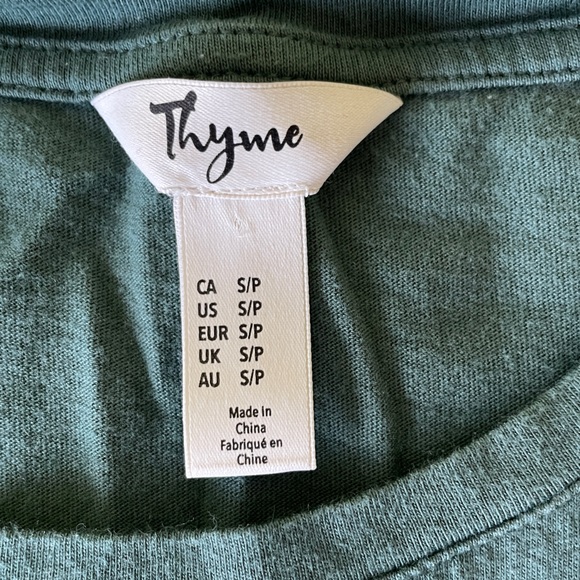 Thyme
CA S/P
US S/P
EUR S/P
UK S/P
AU S/P
Made in
China
Fabriqué en
Chine